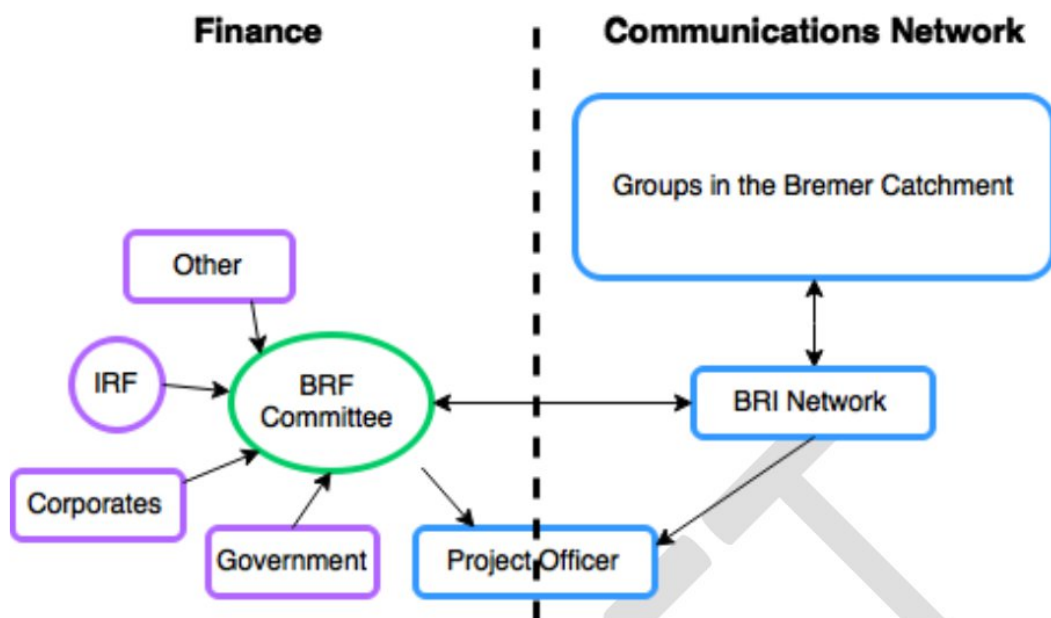 Finance
Communications Network
Groups in the Bremer Catchment
Other
IRF
BRF
Committee
BRI Network
Corporates
Government
Project Officer